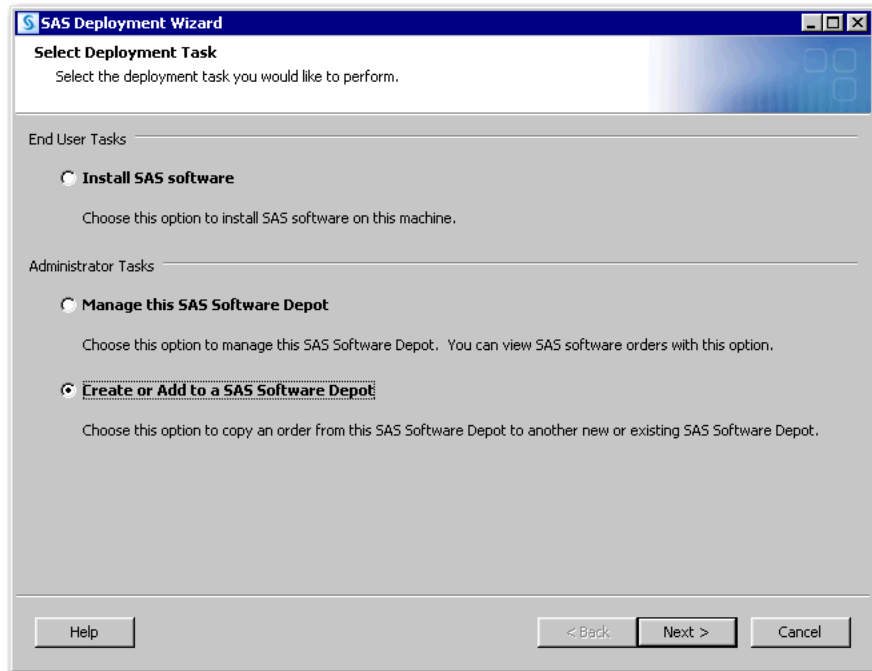 SAS Deployment Wizard
Select Deployment Task
Select the deployment task you would like to perform.
End User Tasks
Install SAS software
Choose this option to install SAS software on this machine.
Administrator Tasks
Manage this SAS Software Depot
Choose this option to manage this SAS Software Depot.  You can view SAS software orders with this option.
Create or Add to a SAS Software Depot
Choose this option to copy an order from this SAS Software Depot to another new or existing SAS Software Depot.
Help
< Back
Next >
Cancel